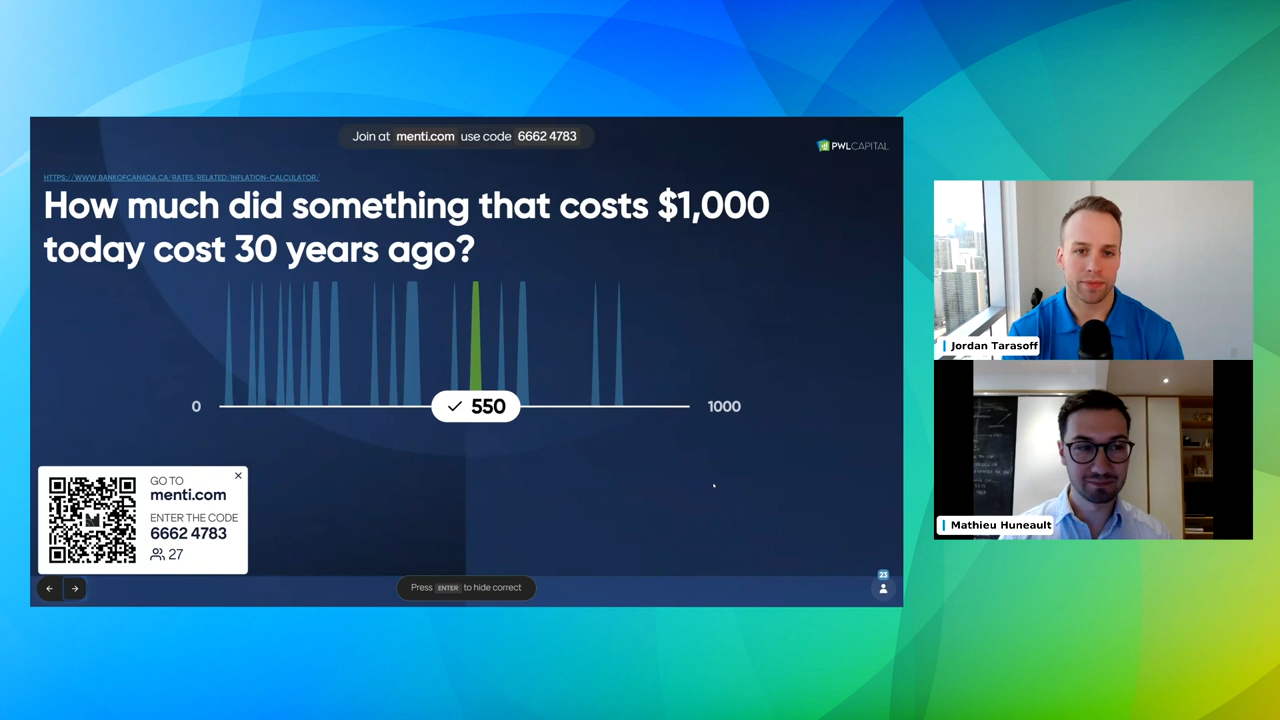 Join at menti.com use code 6662 4783
PWLCAPITAL
HTTPS://WWW.BANKOFCANADA.CA/RATES/RELATED/INFLATION-CALCULATOR/
How much did something that costs $1,000
today cost 30 years ago?
0
550
1000
GO TO
menti.com
ENTER THE CODE
6662 4783
27
Press ENTER to hide correct
23
Jordan Tarasoff
Mathieu Huneault